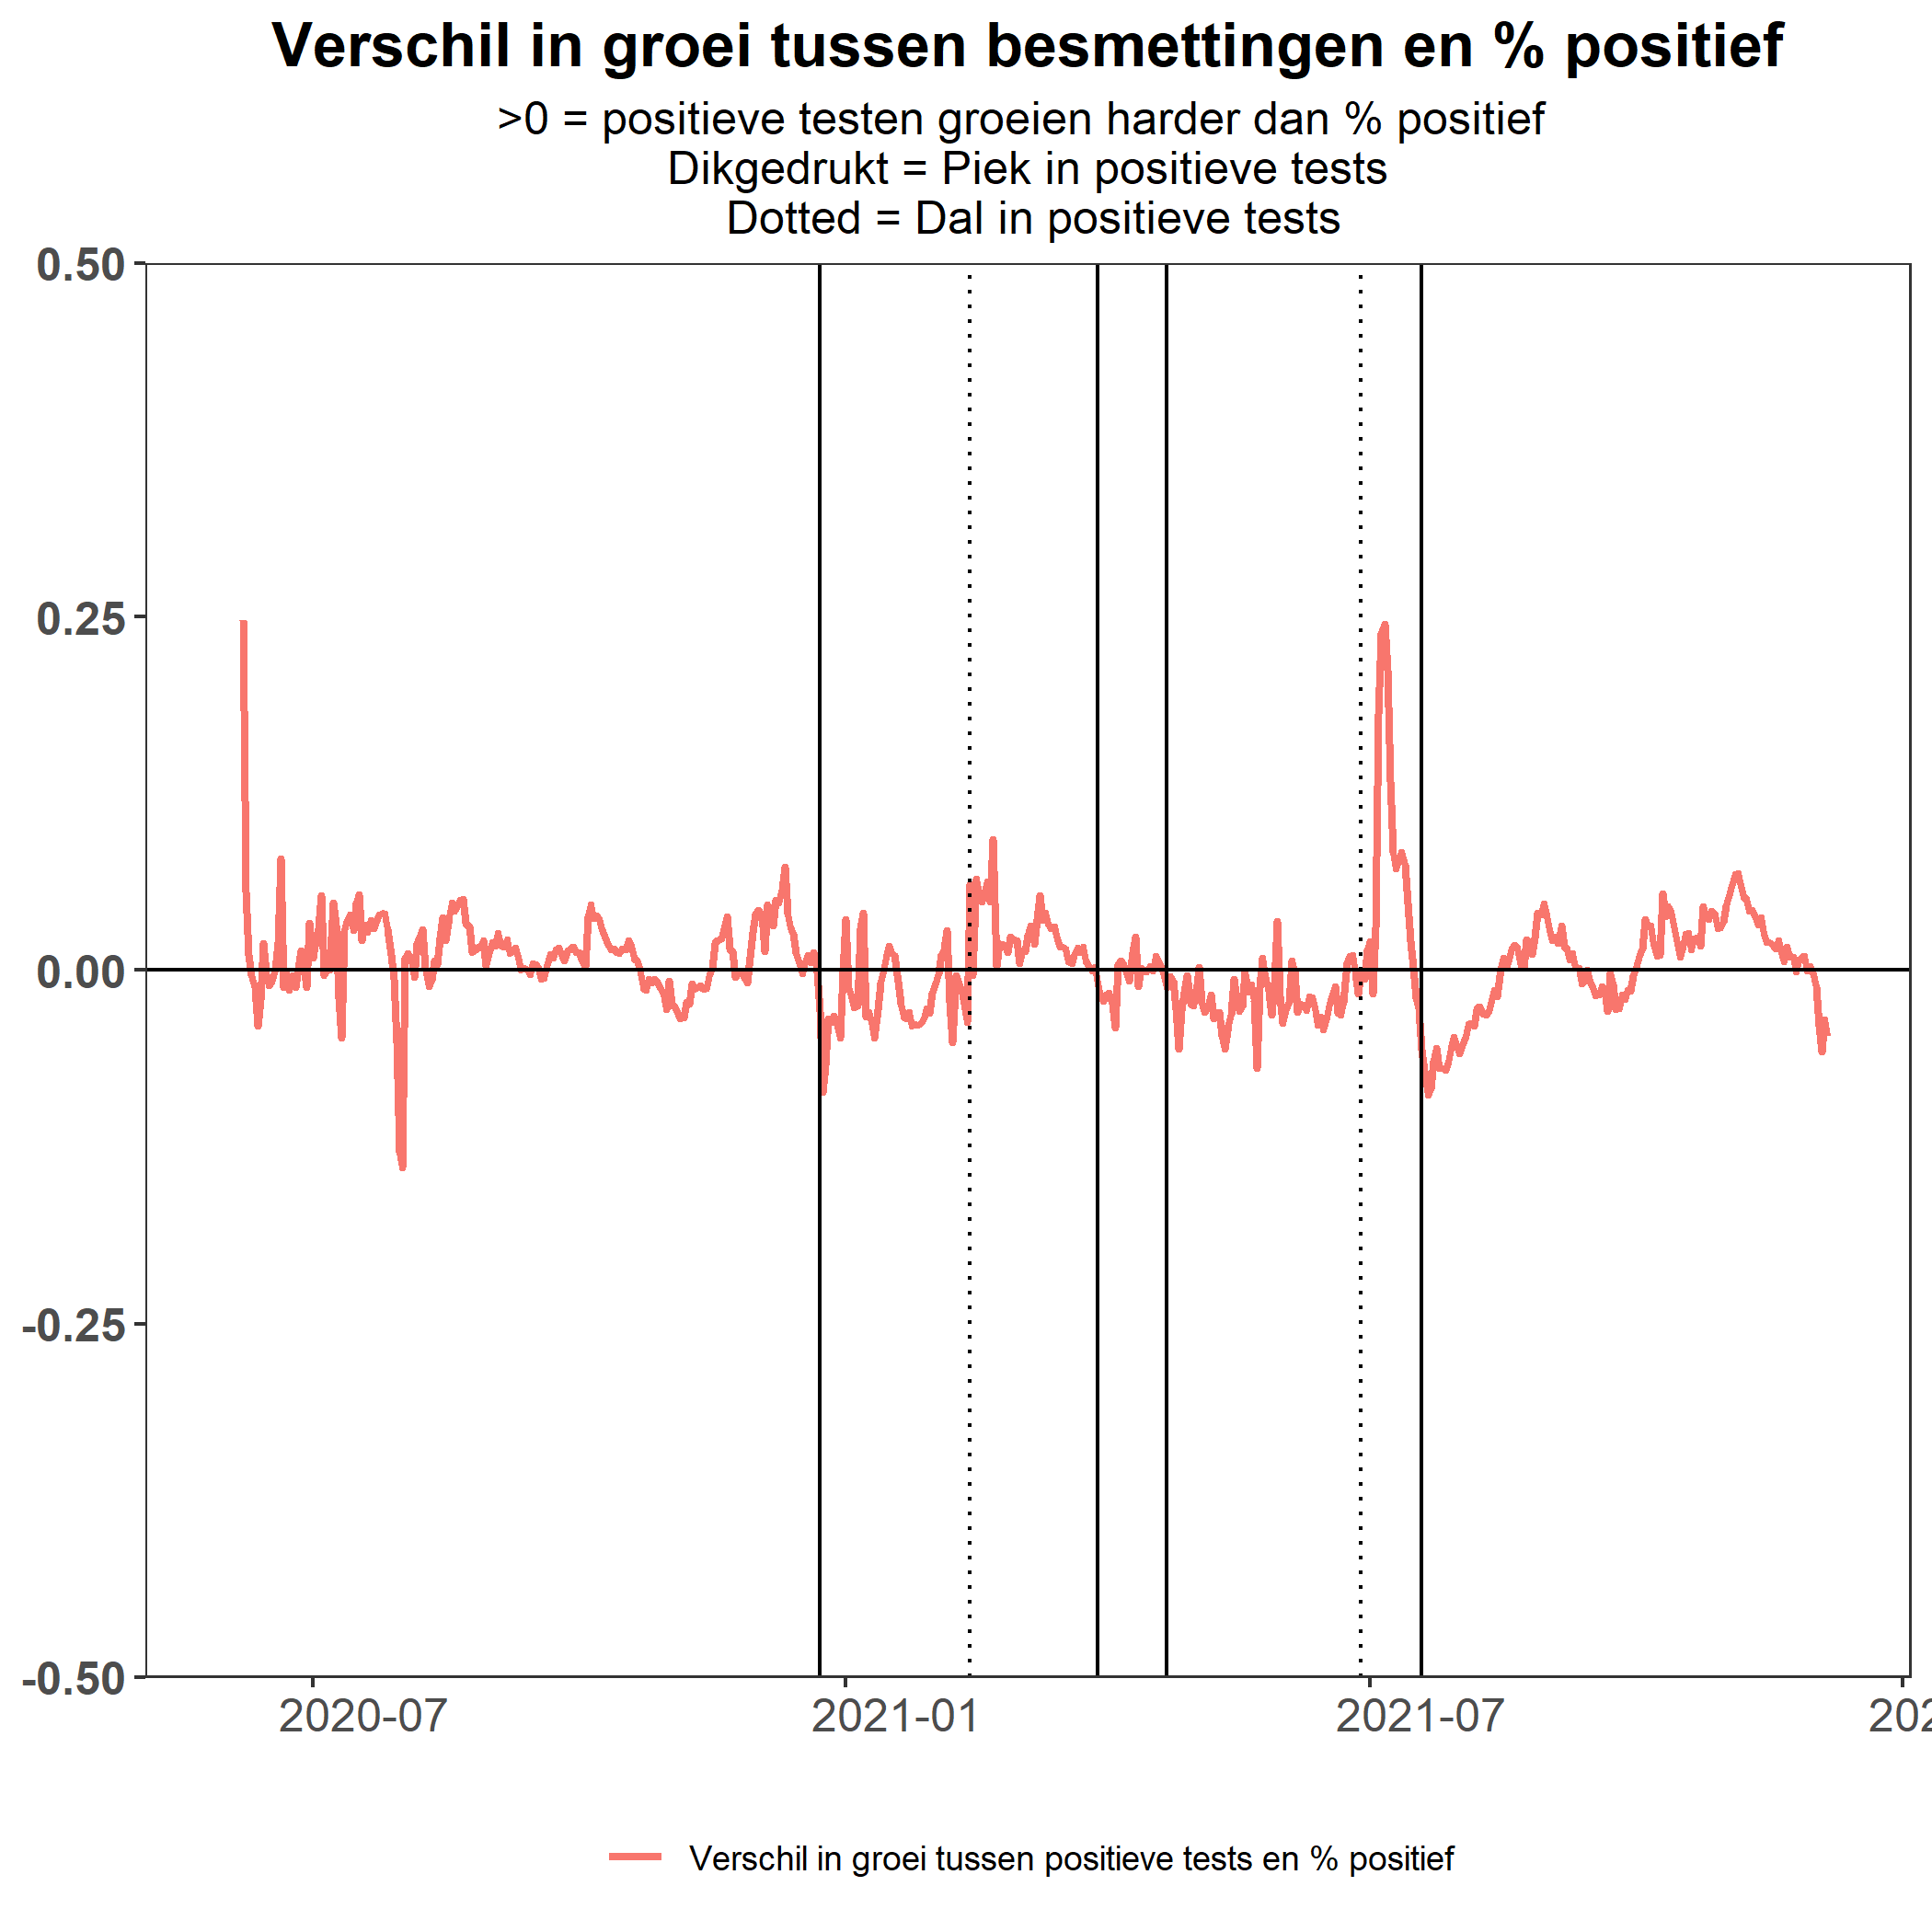 Verschil in groei tussen besmettingen en % positief
>0 = positieve testen groeien harder dan % positief
Dikgedrukt = Piek in positieve tests
Dotted = Dal in positieve tests
0.50
0.25
0.00
-0.25
-0.50
2020-07 2021-01 2021-07 202
Verschil in groei tussen positieve tests en % positief